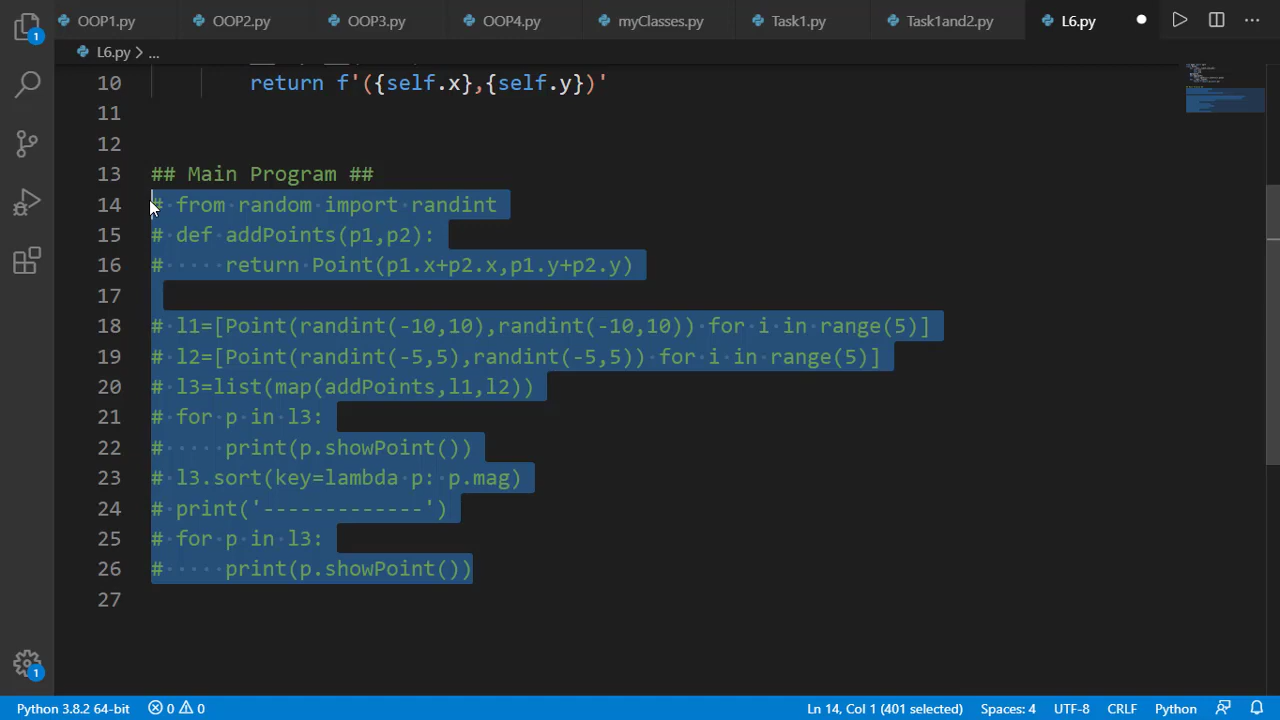 OOP1.py OOP2.py OOP3.py OOP4.py myClasses.py Task1.py Task1and2.py L6.py
1
L6.py > ...
10 return f'({self.x},{self.y})'
11
12
13 ## Main Program ##
14 # from random import randint
15 # def addPoints(p1,p2):
16 #     return Point(p1.x+p2.x,p1.y+p2.y)
17
18 # l1=[Point(randint(-10,10),randint(-10,10)) for i in range(5)]
19 # l2=[Point(randint(-5,5),randint(-5,5)) for i in range(5)]
20 # l3=list(map(addPoints,l1,l2))
21 # for p in l3:
22 #     print(p.showPoint())
23 # l3.sort(key=lambda p: p.mag)
24 # print('-------------')
25 # for p in l3:
26 #     print(p.showPoint())
27
1
Python 3.8.2 64-bit 0 0 Ln 14, Col 1 (401 selected) Spaces: 4 UTF-8 CRLF Python